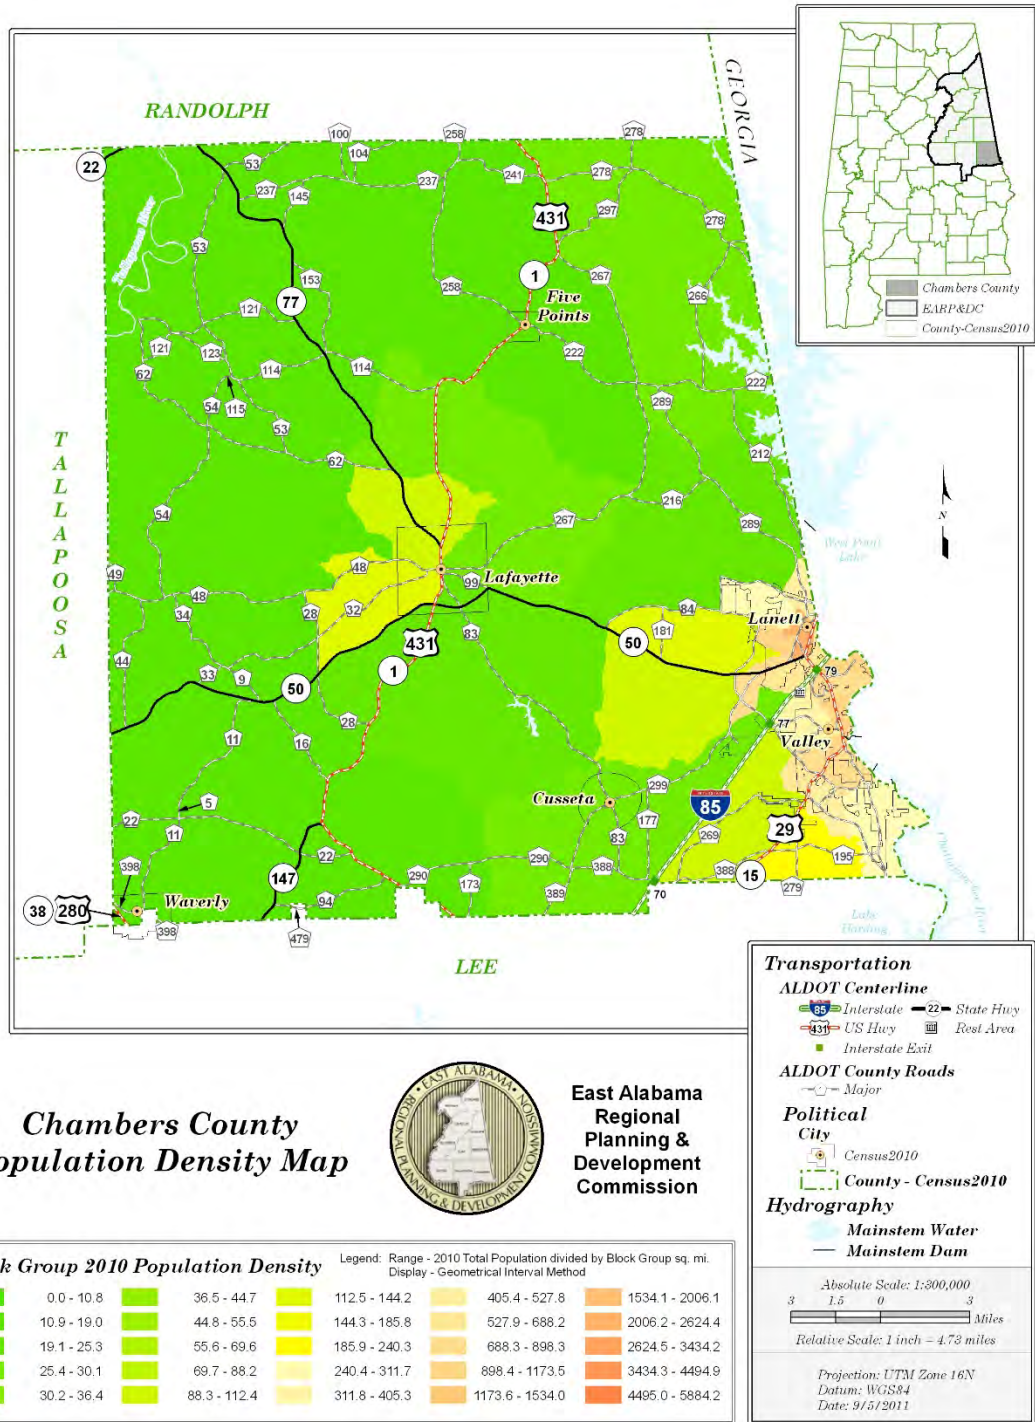 RANDOLPH
GEORGIA
TALLAPOOSA
LEE
Tallapoosa River
West Point
Lake
Chattahoochee River
Lake
Harding
N
22
100
104
258
278
53
237
145
237
241
278
297
278
431
53
153
1
258
267
266
77
Five
Points
121
121
123
62
114
114
222
222
54
115
53
289
212
62
54
216
289
267
49
48
48
99
Lafayette
84
Lanett
34
28
32
83
181
50
431
79
44
33
9
50
1
28
77
Valley
11
16
Cusseta
299
85
5
177
22
11
83
269
29
398
22
290
290
388
388
195
147
173
389
15
279
38
280
Waverly
94
70
398
479
Chambers County
EARP&DC
County-Census2010
Chambers County
opulation Density Map
EAST ALABAMA
REGIONAL PLANNING & DEVELOPMENT COMMISSION
East Alabama
Regional
Planning &
Development
Commission
Transportation
ALDOT Centerline
85 Interstate 22 State Hwy
431 US Hwy Rest Area
Interstate Exit
ALDOT County Roads
Major
Political
City
Census2010
County - Census2010
Hydrography
Mainstem Water
Mainstem Dam
Absolute Scale: 1:300,000
3 1.5 0 3
Miles
Relative Scale: 1 inch = 4.73 miles
Projection: UTM Zone 16N
Datum: WGS84
Date: 9/5/2011
k Group 2010 Population Density
Legend: Range - 2010 Total Population divided by Block Group sq. mi.
Display - Geometrical Interval Method
0.0 - 10.8 36.5 - 44.7 112.5 - 144.2 405.4 - 527.8 1534.1 - 2006.1
10.9 - 19.0 44.8 - 55.5 144.3 - 185.8 527.9 - 688.2 2006.2 - 2624.4
19.1 - 25.3 55.6 - 69.6 185.9 - 240.3 688.3 - 898.3 2624.5 - 3434.2
25.4 - 30.1 69.7 - 88.2 240.4 - 311.7 898.4 - 1173.5 3434.3 - 4494.9
30.2 - 36.4 88.3 - 112.4 311.8 - 405.3 1173.6 - 1534.0 4495.0 - 5884.2